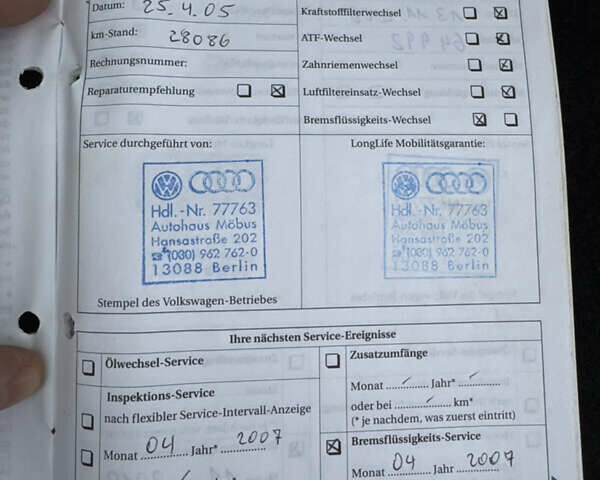 Datum: 25.4.05
km-Stand: 28086
Rechnungsnummer:
Reparaturempfehlung
Kraftstofffilterwechsel
ATF-Wechsel
Zahnriemenwechsel
Luftfiltereinsatz-Wechsel
Bremsflüssigkeits-Wechsel
Service durchgeführt von:
LongLife Mobilitätsgarantie:
Hdl.-Nr. 77763
Autohaus Möbus
Hansastraße 202
☎ (030) 962 762-0
13088 Berlin
Hdl.-Nr. 77763
Autohaus Möbus
Hansastraße 202
☎ (030) 962 762-0
13088 Berlin
Stempel des Volkswagen-Betriebes
Ihre nächsten Service-Ereignisse
Ölwechsel-Service
Inspektions-Service
nach flexibler Service-Intervall-Anzeige
Monat 04 Jahr* 2007
Zusatzumfänge
Monat ......... Jahr* .........
oder bei ......... km*
(* je nachdem, was zuerst eintritt)
Bremsflüssigkeits-Service
Monat 04 Jahr* 2007